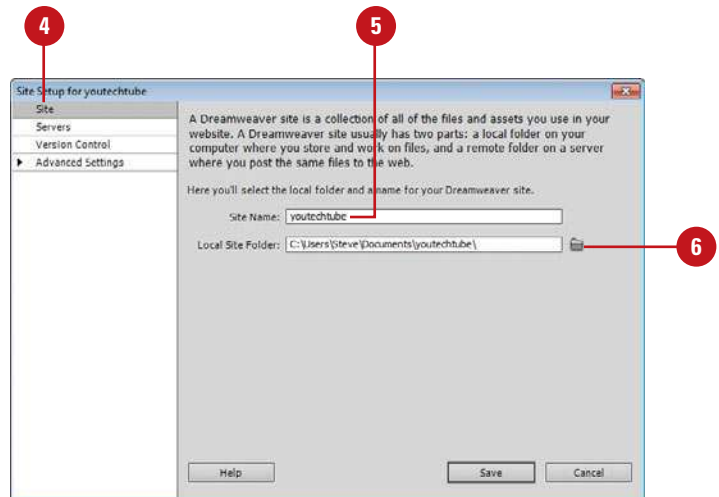 4
5
Site Setup for youtechtube
Site
Servers
Version Control
Advanced Settings
A Dreamweaver site is a collection of all of the files and assets you use in your
website. A Dreamweaver site usually has two parts: a local folder on your
computer where you store and work on files, and a remote folder on a server
where you post the same files to the web.
Here you'll select the local folder and a name for your Dreamweaver site.
Site Name: youtechtube
Local Site Folder: C:\Users\Steve\Documents\youtechtube\
6
Help
Save
Cancel